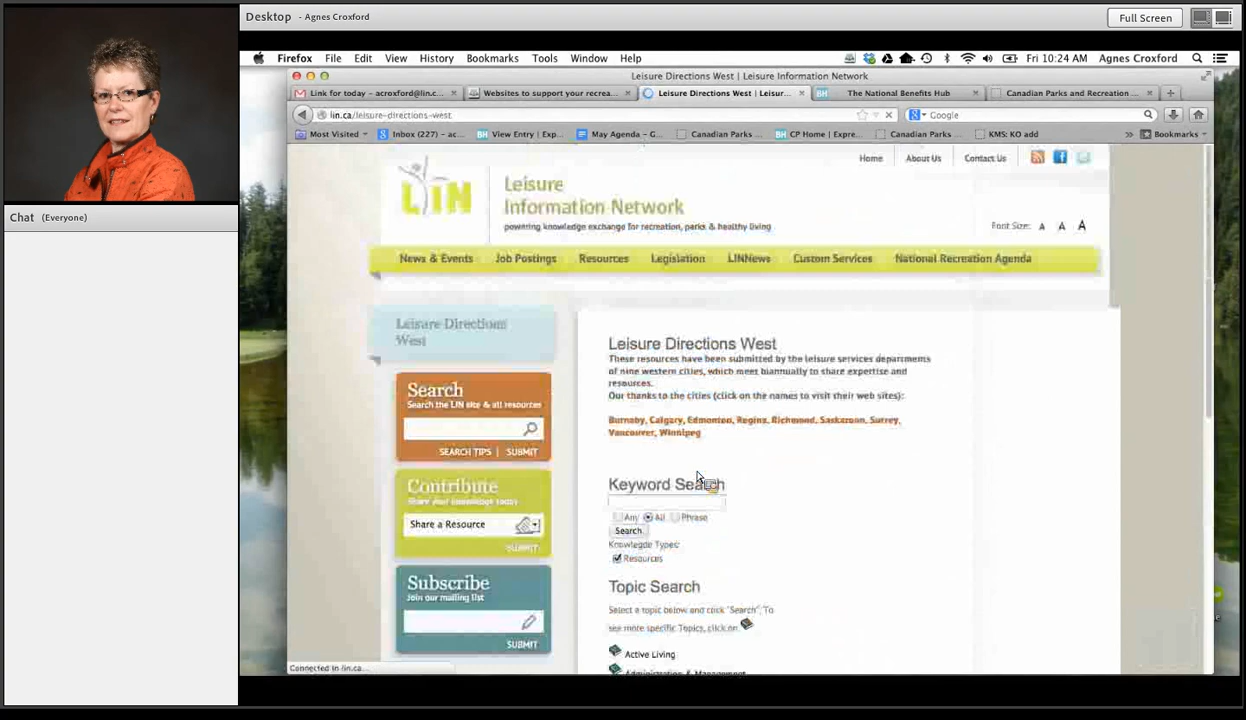 Desktop - Agnes Croxford
Full Screen
Chat (Everyone)
Firefox File Edit View History Bookmarks Tools Window Help
Fri 10:24 AM Agnes Croxford
Leisure Directions West | Leisure Information Network
Link for today – acroxford@lin.c...
Websites to support your recrea...
Leisure Directions West | Leisur...
The National Benefits Hub
Canadian Parks and Recreation ...
lin.ca/leisure-directions-west
Google
Most Visited
Inbox (227) – ac...
View Entry | Exp...
May Agenda – G...
Canadian Parks ...
CP Home | Expre...
Canadian Parks ...
KMS: KO add
Bookmarks
Home About Us Contact Us
LIN
Leisure
Information Network
powering knowledge exchange for recreation, parks & healthy living
Font Size: A A A
News & Events Job Postings Resources Legislation LINNews Custom Services National Recreation Agenda
Leisure Directions
West
Search
Search the LIN site & all resources
SEARCH TIPS | SUBMIT
Contribute
Share your knowledge today
Share a Resource
SUBMIT
Subscribe
Join our mailing list
SUBMIT
Leisure Directions West
These resources have been submitted by the leisure services departments
of nine western cities, which meet biannually to share expertise and
resources.
Our thanks to the cities (click on the names to visit their web sites):
Burnaby, Calgary, Edmonton, Regina, Richmond, Saskatoon, Surrey,
Vancouver, Winnipeg
Keyword Search
Any All Phrase
Search
Knowlegde Types:
Resources
Topic Search
Select a topic below and click "Search". To
see more specific Topics, click on
Active Living
Administration & Management
Connected to lin.ca...